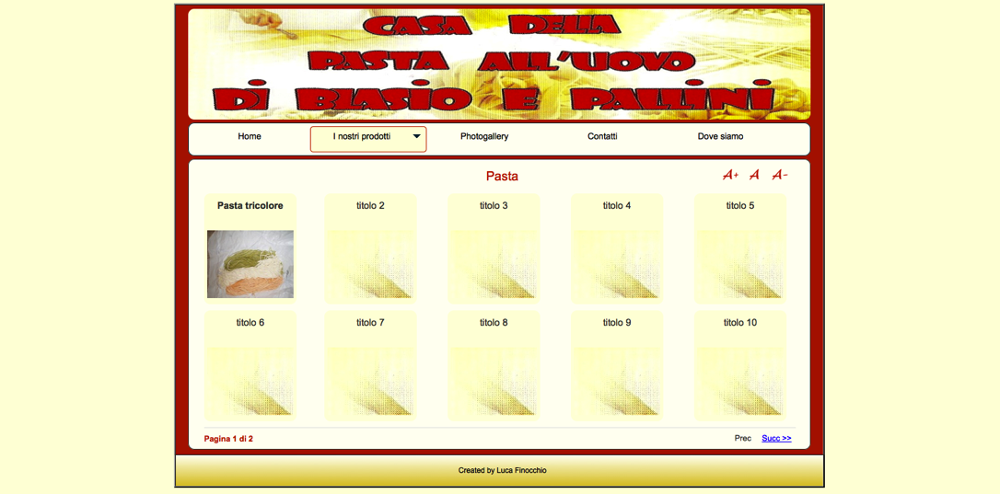 CASA DELLA
PASTA ALL'UOVO
Di BLASiO E PALLiNi
Home I nostri prodotti Photogallery Contatti Dove siamo
Pasta A+ A A-
Pasta tricolore titolo 2 titolo 3 titolo 4 titolo 5
titolo 6 titolo 7 titolo 8 titolo 9 titolo 10
Pagina 1 di 2 Prec Succ >>
Created by Luca Finocchio